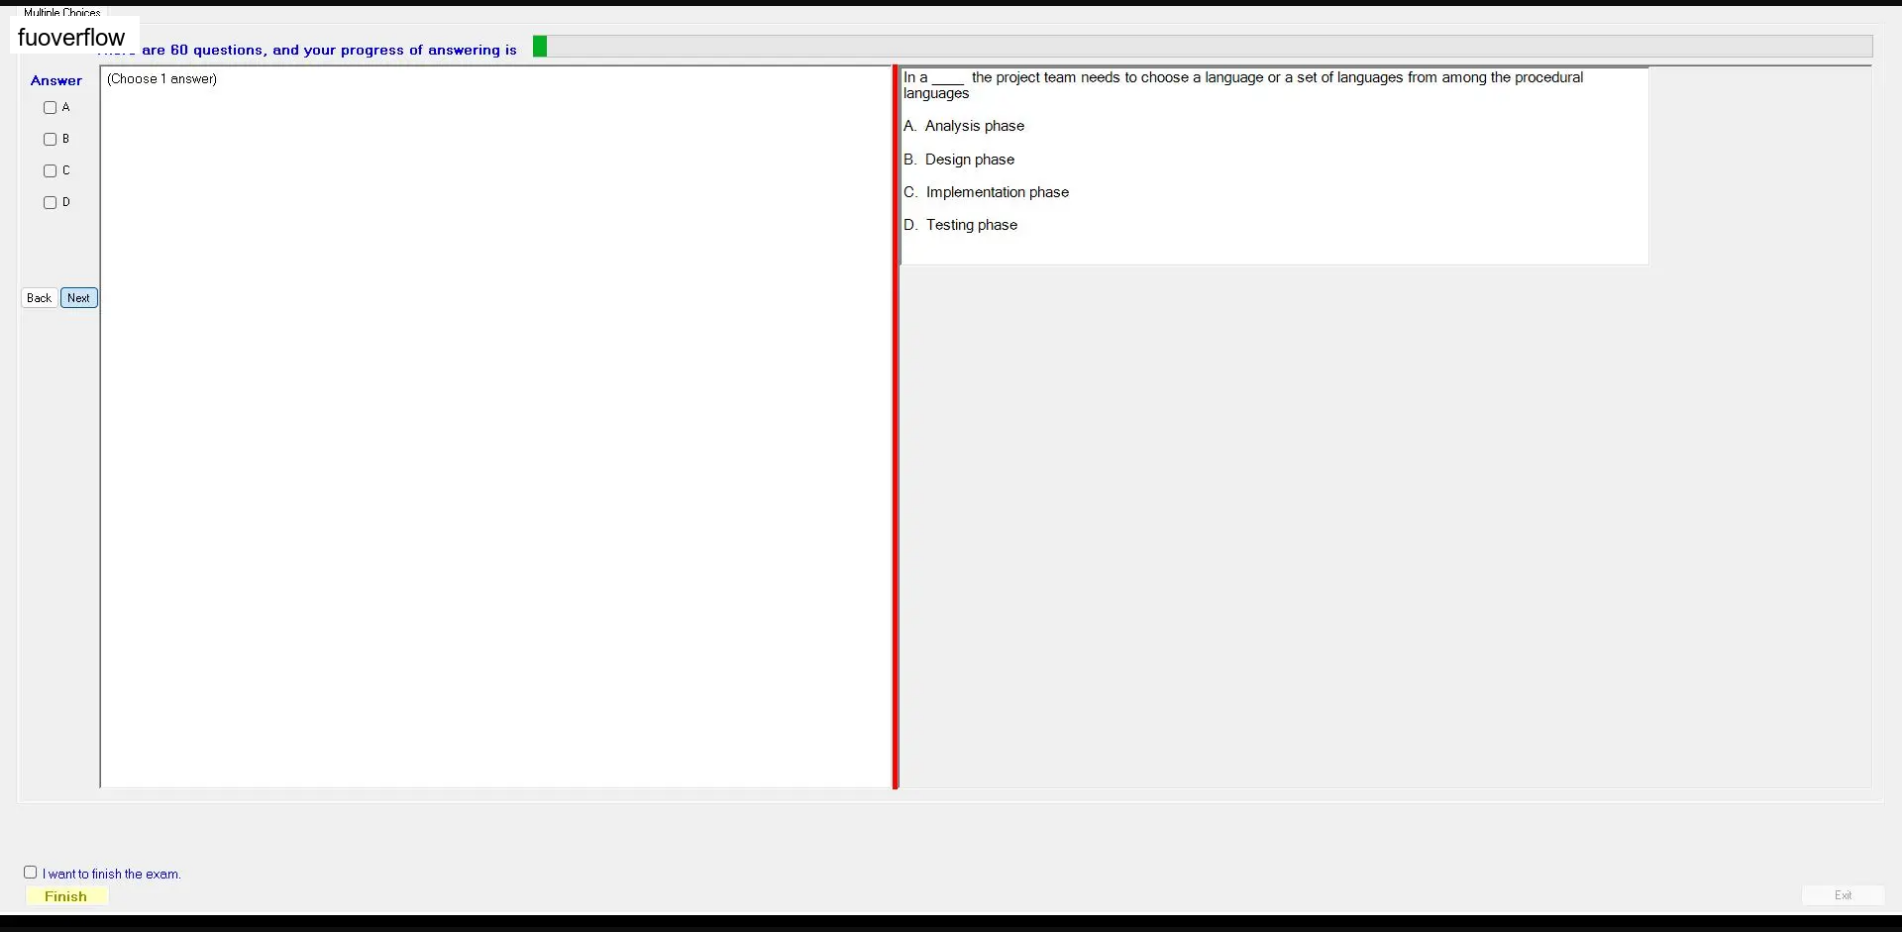 Multiple Choices
fuoverflow
are 60 questions, and your progress of answering is
Answer
A
B
C
D
Back
Next
(Choose 1 answer)
In a ____ the project team needs to choose a language or a set of languages from among the procedural
languages
A. Analysis phase
B. Design phase
C. Implementation phase
D. Testing phase
I want to finish the exam.
Finish
Exit